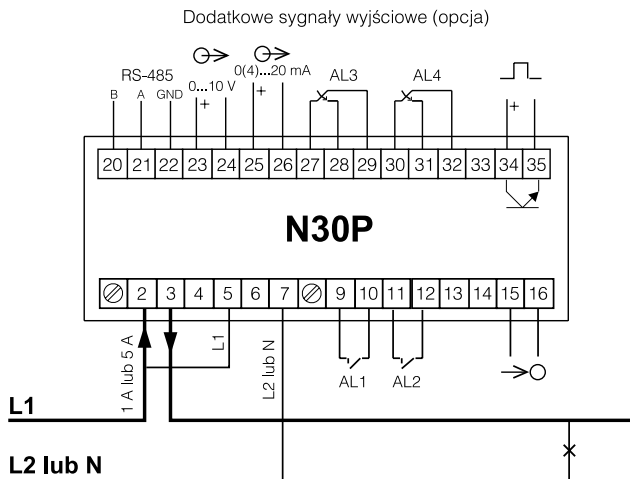 Dodatkowe sygnały wyjściowe (opcja)
RS-485
B A GND
0...10 V
+
0(4)...20 mA
+
AL3
AL4
+
20 21 22 23 24 25 26 27 28 29 30 31 32 33 34 35
N30P
2 3 4 5 6 7 9 10 11 12 13 14 15 16
1 A lub 5 A
L1
L2 lub N
AL1
AL2
L1
L2 lub N